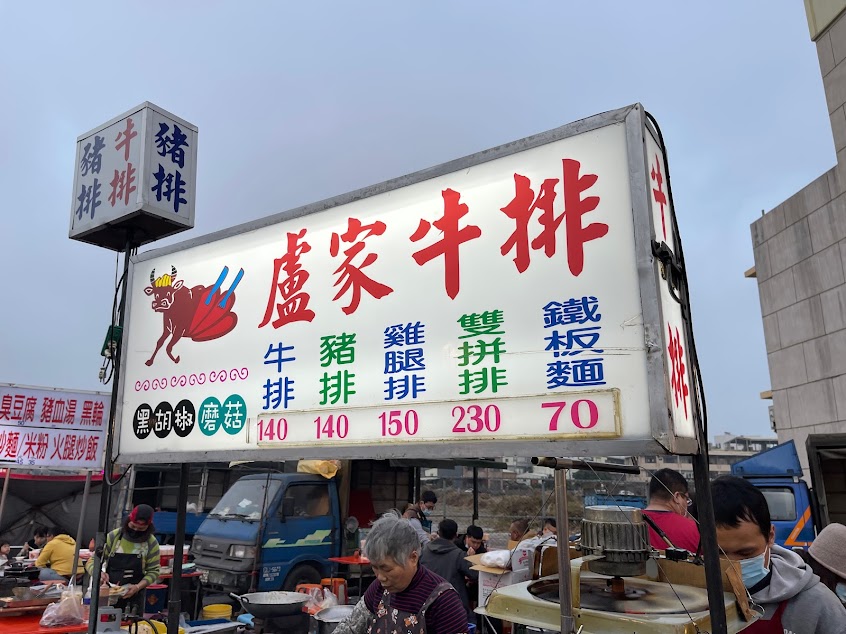 豬排
牛排
豬排
盧家牛排
牛排
豬排
雞腿排
雙拼排
鐵板麵
黑胡椒 蘑菇
140 140 150 230 70
牛排
臭豆腐 豬血湯 黑輪
炒麵/米粉 火腿炒飯